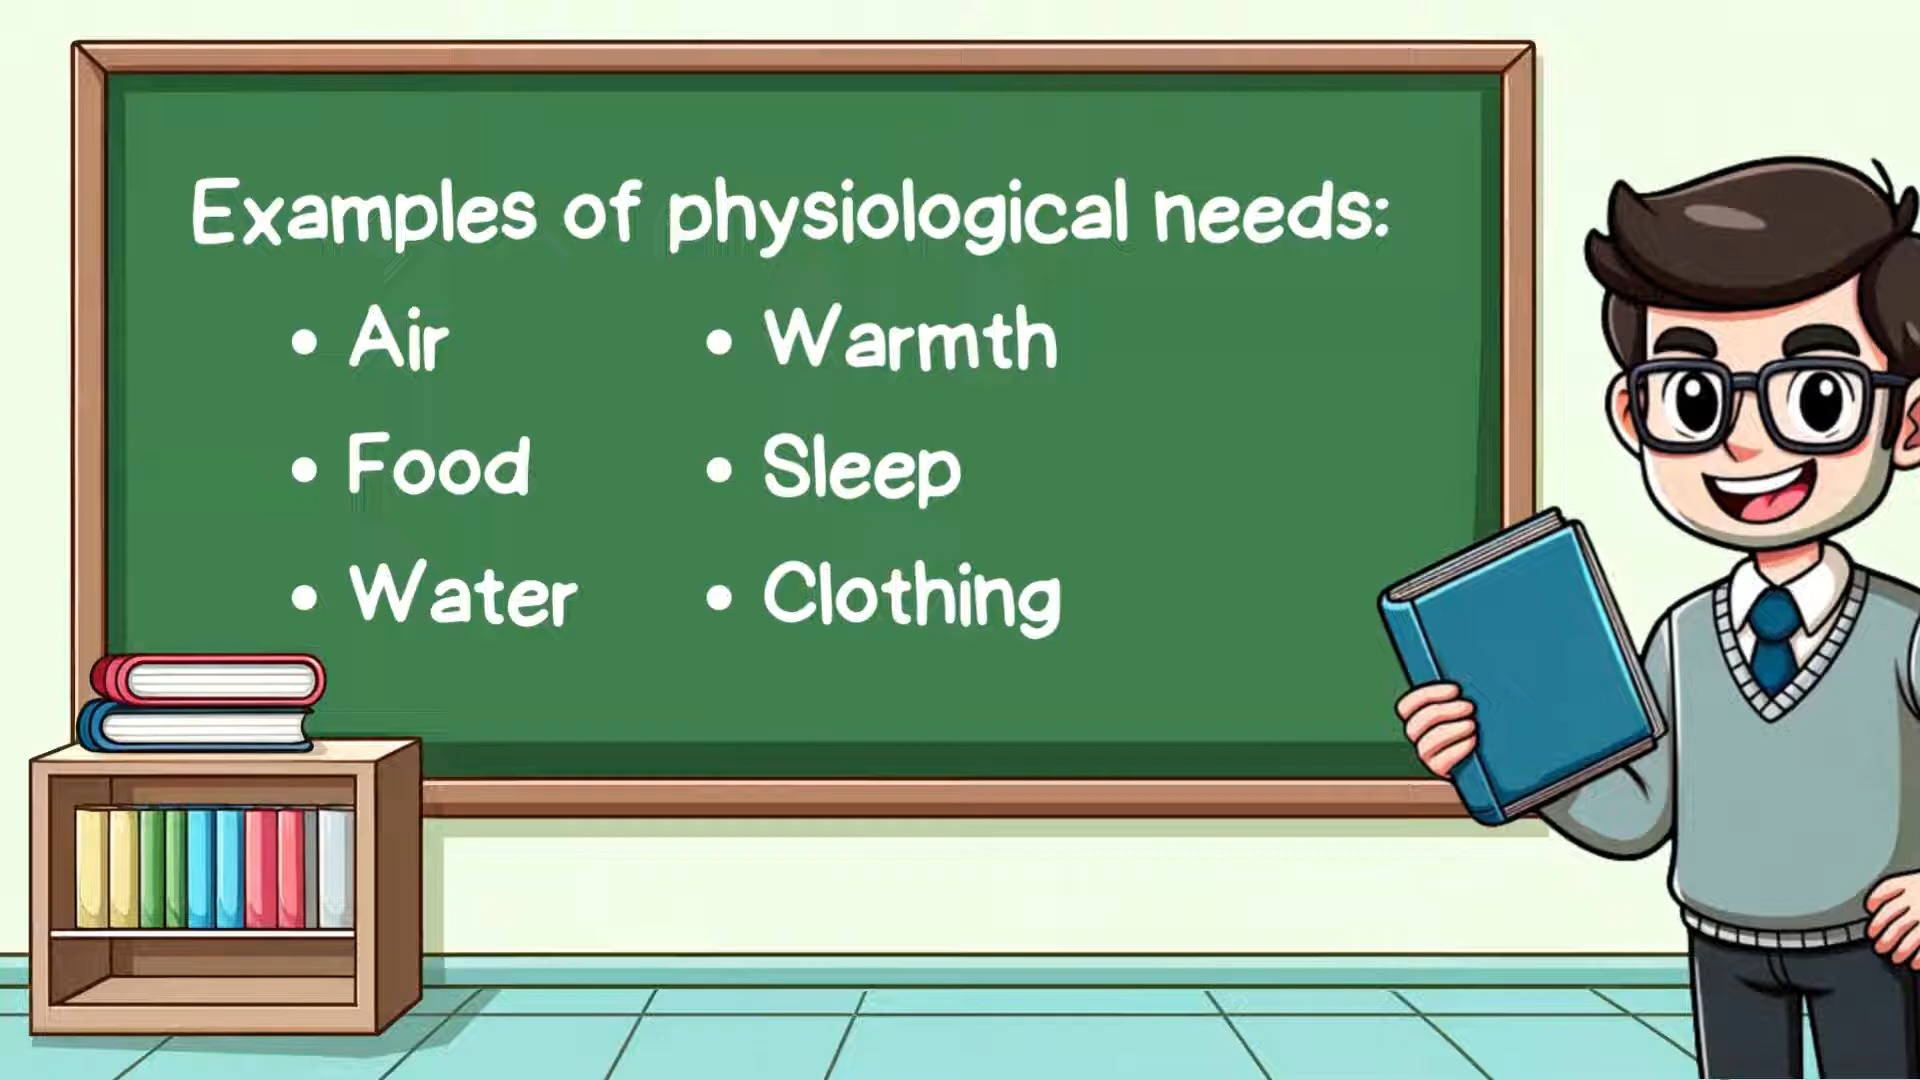 Examples of physiological needs:
• Air
• Food
• Water
• Warmth
• Sleep
• Clothing